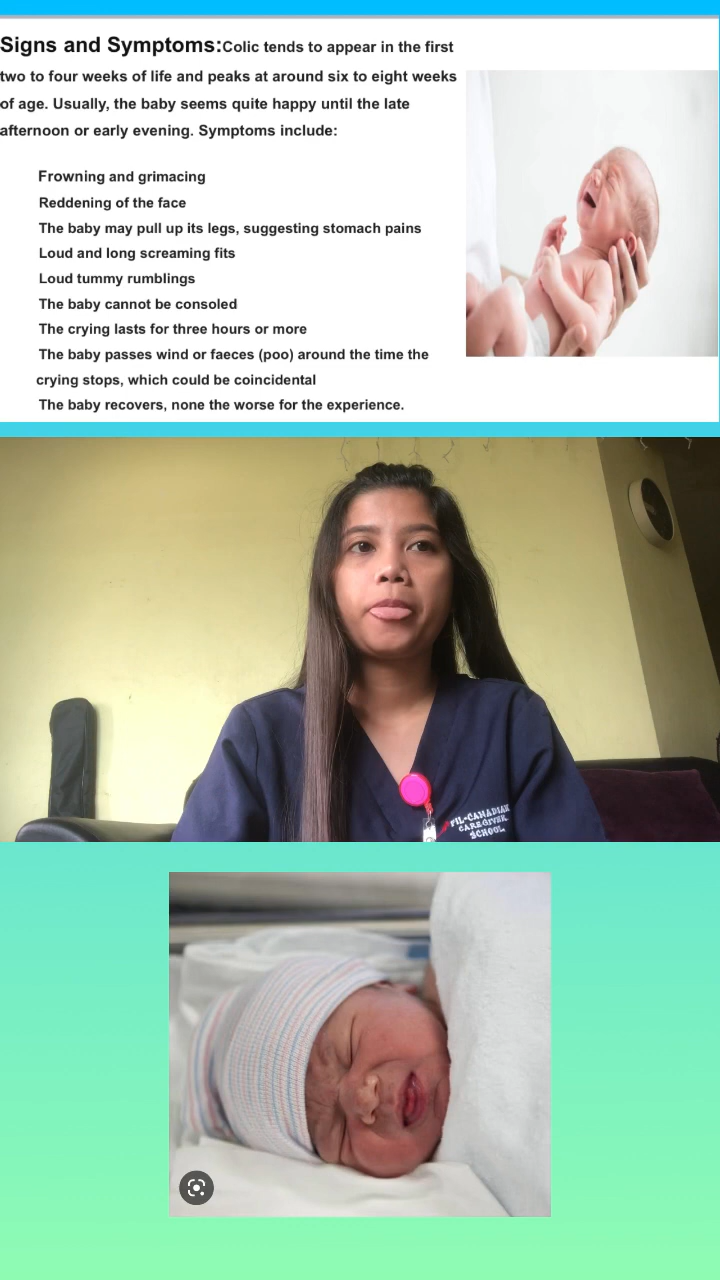 Signs and Symptoms:Colic tends to appear in the first
two to four weeks of life and peaks at around six to eight weeks
of age. Usually, the baby seems quite happy until the late
afternoon or early evening. Symptoms include:
Frowning and grimacing
Reddening of the face
The baby may pull up its legs, suggesting stomach pains
Loud and long screaming fits
Loud tummy rumblings
The baby cannot be consoled
The crying lasts for three hours or more
The baby passes wind or faeces (poo) around the time the
crying stops, which could be coincidental
The baby recovers, none the worse for the experience.
FIL-CANADIAN
CAREGIVER
SCHOOL